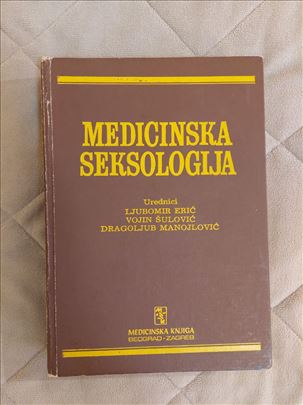 MEDICINSKA
SEKSOLOGIJA
Urednici
LJUBOMIR ERIĆ
VOJIN ŠULOVIĆ
DRAGOLJUB MANOJLOVIĆ
MEDICINSKA KNJIGA
BEOGRAD-ZAGREB